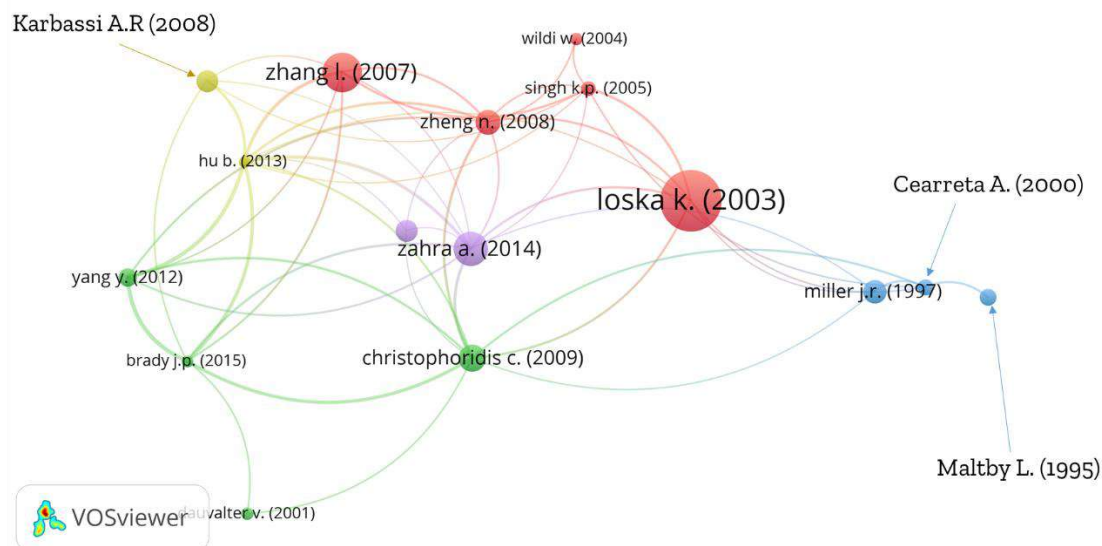 Karbassi A.R (2008)
wildi w. (2004)
zhang l. (2007)
singh k.p. (2005)
zheng n. (2008)
hu b. (2013)
Cearreta A. (2000)
loska k. (2003)
zahra a. (2014)
yang y. (2012)
miller j.r. (1997)
brady j.p. (2015)
christophoridis c. (2009)
Maltby L. (1995)
VOSviewer
dauvalter v. (2001)